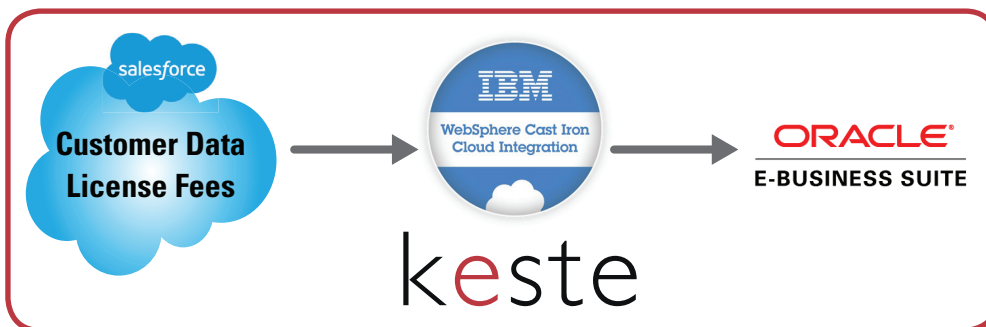 salesforce
Customer Data
License Fees
IBM
WebSphere Cast Iron
Cloud Integration
ORACLE®
E-BUSINESS SUITE
keste